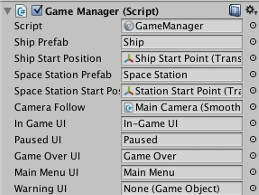 Game Manager (Script)
Script GameManager
Ship Prefab Ship
Ship Start Position Ship Start Point (Trans
Space Station Prefab Space Station
Space Station Start Pos Station Start Point (Tra
Camera Follow Main Camera (Smooth
In Game UI In-Game UI
Paused UI Paused
Game Over UI Game Over
Main Menu UI Main Menu
Warning UI None (Game Object)